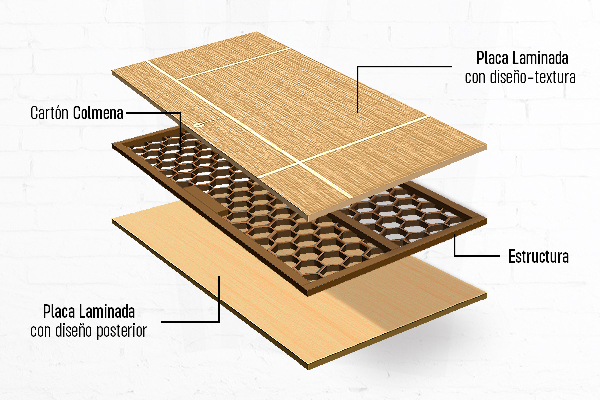 Placa Laminada
con diseño-textura
Cartón Colmena
Estructura
Placa Laminada
con diseño posterior